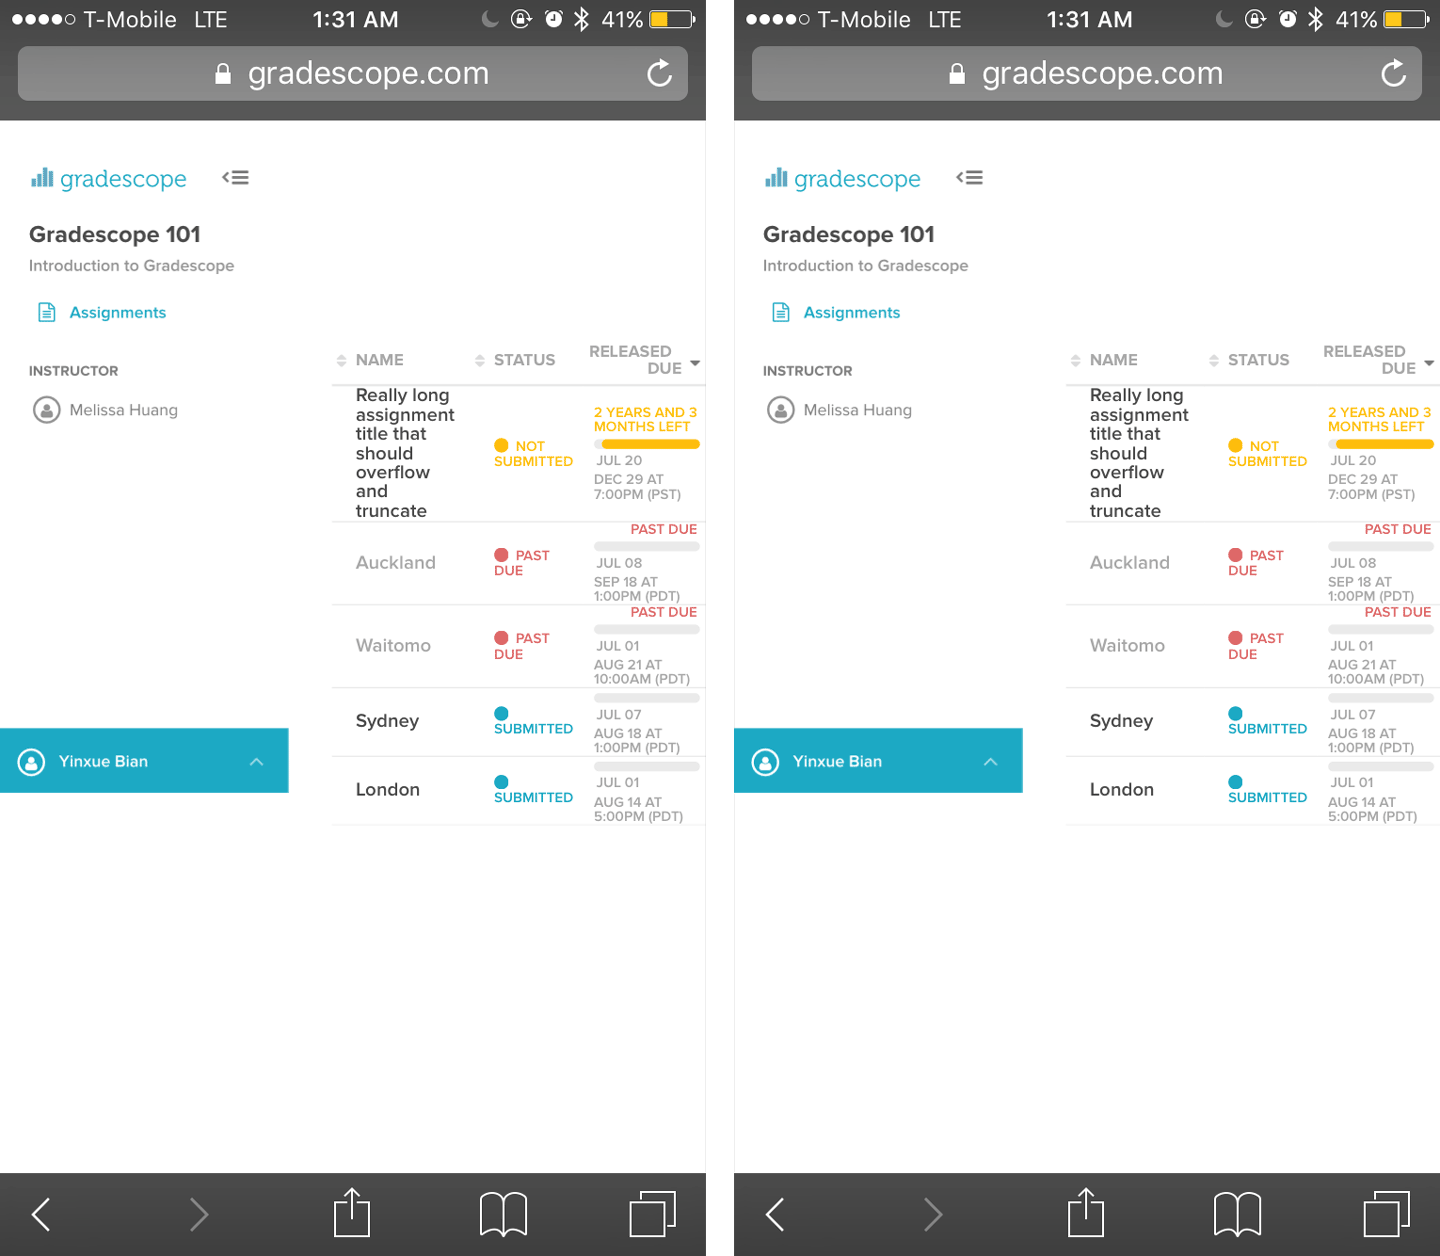 T-Mobile LTE 1:31 AM 41%
gradescope.com
gradescope
Gradescope 101
Introduction to Gradescope
Assignments
INSTRUCTOR
Melissa Huang
Yinxue Bian
NAME STATUS RELEASED
DUE
Really long
assignment
title that
should
overflow
and
truncate
NOT
SUBMITTED
2 YEARS AND 3
MONTHS LEFT
JUL 20
DEC 29 AT
7:00PM (PST)
Auckland
PAST
DUE
PAST DUE
JUL 08
SEP 18 AT
1:00PM (PDT)
Waitomo
PAST
DUE
PAST DUE
JUL 01
AUG 21 AT
10:00AM (PDT)
Sydney
SUBMITTED
JUL 07
AUG 18 AT
1:00PM (PDT)
London
SUBMITTED
JUL 01
AUG 14 AT
5:00PM (PDT)
T-Mobile LTE 1:31 AM 41%
gradescope.com
gradescope
Gradescope 101
Introduction to Gradescope
Assignments
INSTRUCTOR
Melissa Huang
Yinxue Bian
NAME STATUS RELEASED
DUE
Really long
assignment
title that
should
overflow
and
truncate
NOT
SUBMITTED
2 YEARS AND 3
MONTHS LEFT
JUL 20
DEC 29 AT
7:00PM (PST)
Auckland
PAST
DUE
PAST DUE
JUL 08
SEP 18 AT
1:00PM (PDT)
Waitomo
PAST
DUE
PAST DUE
JUL 01
AUG 21 AT
10:00AM (PDT)
Sydney
SUBMITTED
JUL 07
AUG 18 AT
1:00PM (PDT)
London
SUBMITTED
JUL 01
AUG 14 AT
5:00PM (PDT)